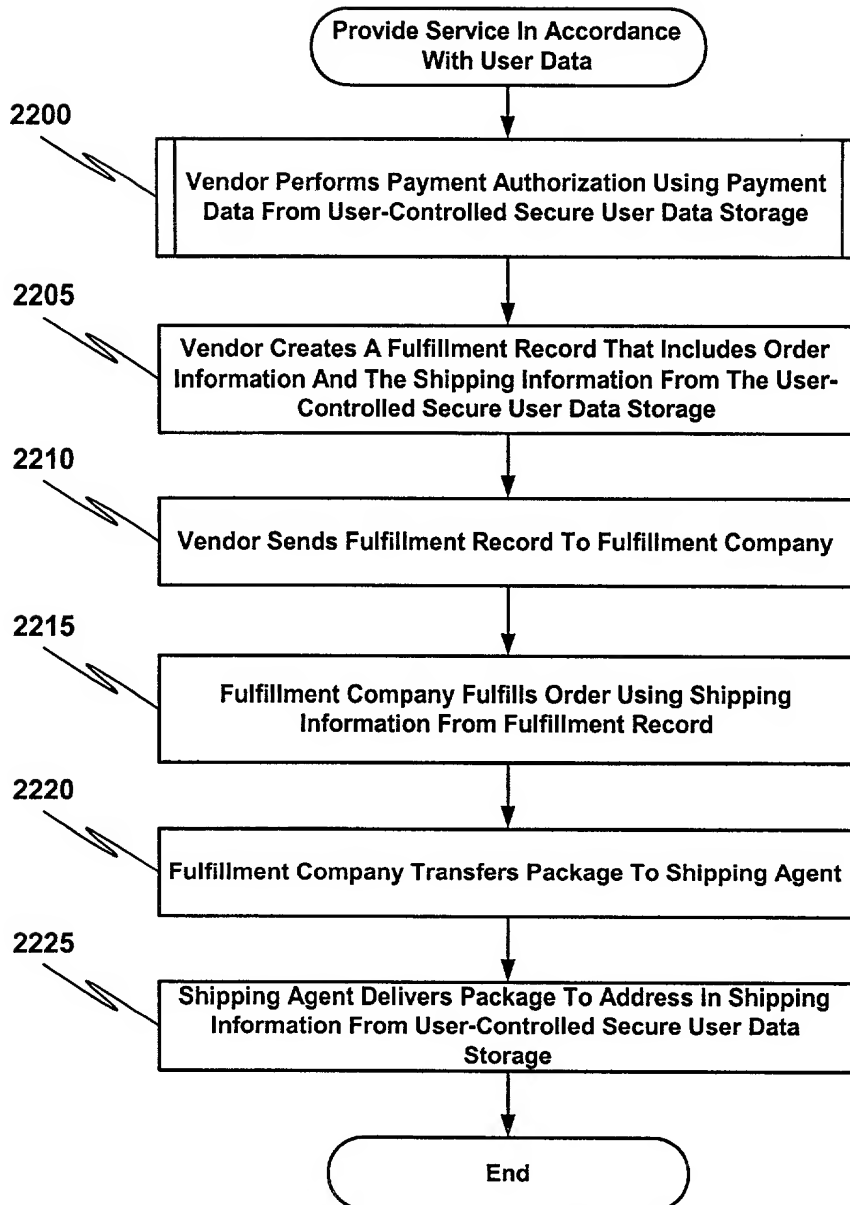 Provide Service In Accordance
With User Data
2200
Vendor Performs Payment Authorization Using Payment
Data From User-Controlled Secure User Data Storage
2205
Vendor Creates A Fulfillment Record That Includes Order
Information And The Shipping Information From The User-
Controlled Secure User Data Storage
2210
Vendor Sends Fulfillment Record To Fulfillment Company
2215
Fulfillment Company Fulfills Order Using Shipping
Information From Fulfillment Record
2220
Fulfillment Company Transfers Package To Shipping Agent
2225
Shipping Agent Delivers Package To Address In Shipping
Information From User-Controlled Secure User Data
Storage
End